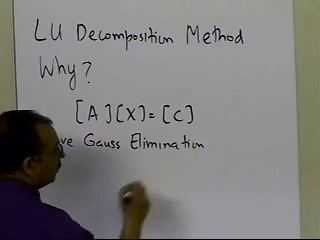 LU Decomposition Method
Why?
[A][X]=[C]
Gauss Elimination